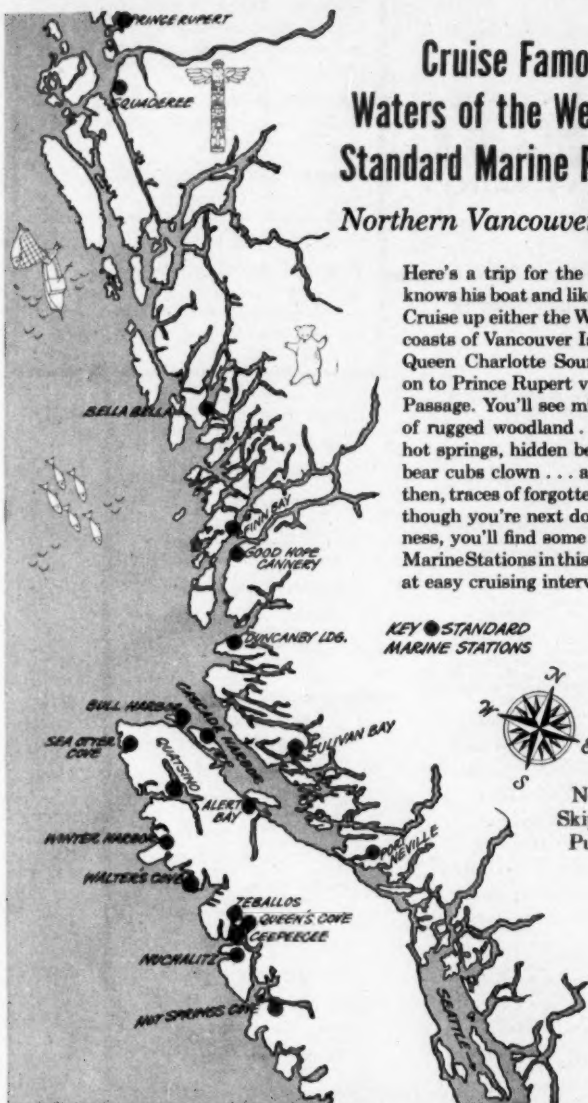 PRINCE RUPERT
SQUADEREE
BELLA BELLA
FINN BAY
GOOD HOPE
CANNERY
DUNCANBY LDG.
BULL HARBOR
CASCADE HARBOR
SEA OTTER
COVE
QUATSINO
SULIVAN BAY
ALERT
BAY
WINTER HARBOR
PORT
NEVILLE
WALTER'S COVE
ZEBALLOS
QUEEN'S COVE
CEEPEECEE
NUCHALITZ
HOT SPRINGS COVE
SEATTLE
Cruise Famo
Waters of the We
Standard Marine
Northern Vancouver
Here's a trip for the
knows his boat and lik
Cruise up either the W
coasts of Vancouver I
Queen Charlotte Sour
on to Prince Rupert v
Passage. You'll see m
of rugged woodland .
hot springs, hidden be
bear cubs clown . . . a
then, traces of forgotte
though you're next do
ness, you'll find some
Marine Stations in this
at easy cruising interv
KEY ● STANDARD
MARINE STATIONS
N
W
E
S
N
Ski
Pu